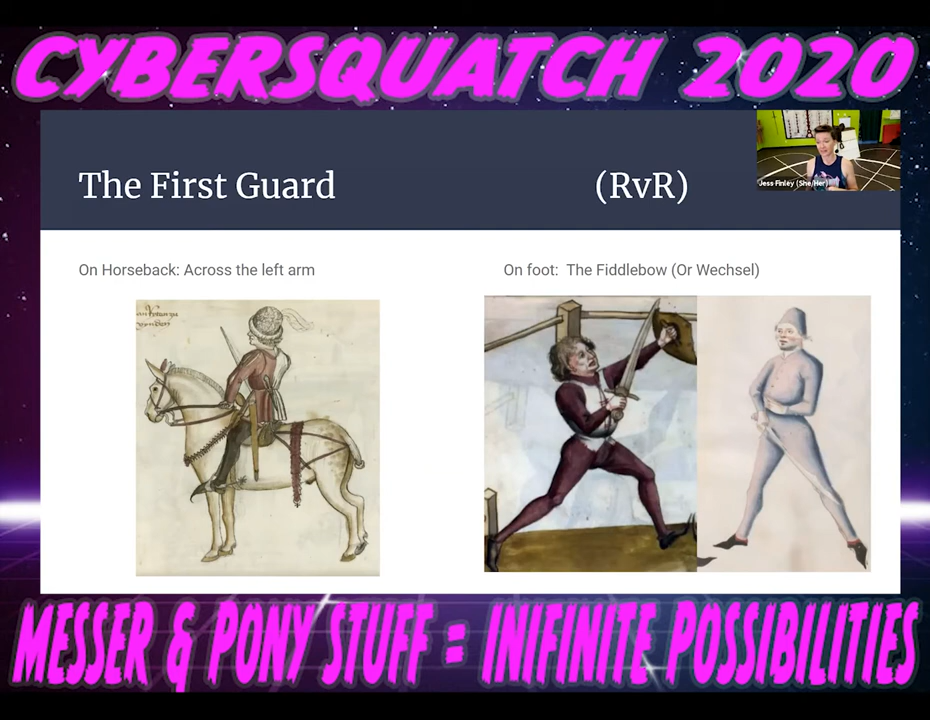 CYBERSQUATCH 2020
The First Guard (RvR)
Jess Finley (She/Her)
On Horseback: Across the left arm
On foot: The Fiddlebow (Or Wechsel)
MESSER & PONY STUFF = INIFINITE POSSIBILITIES